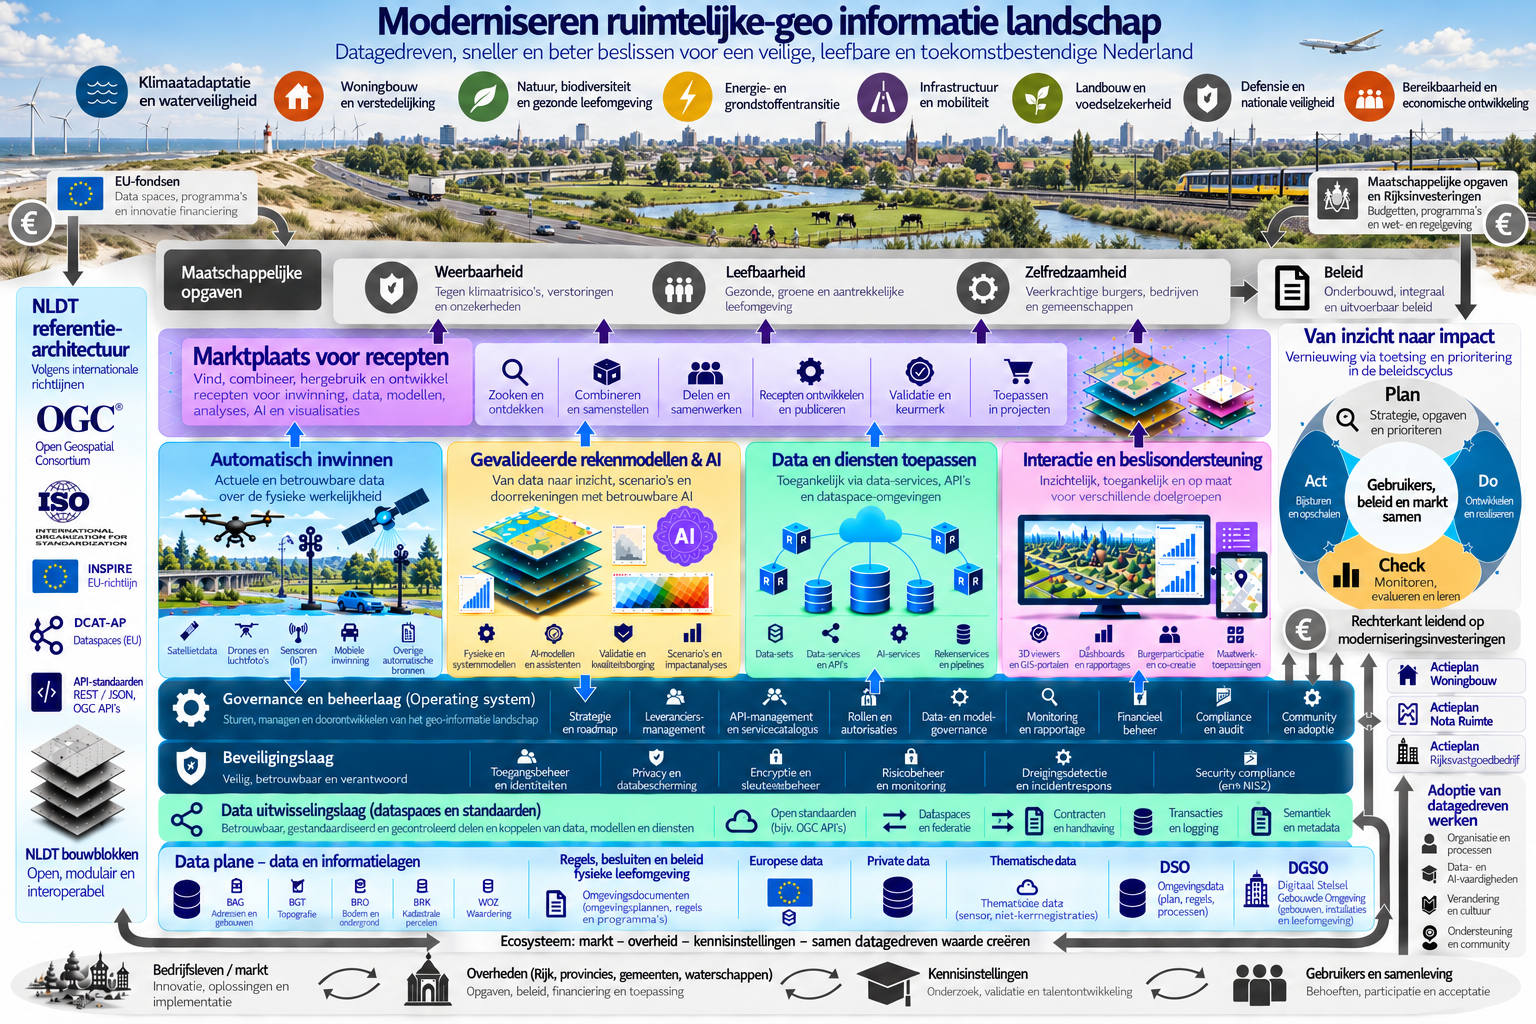 Moderniseren ruimtelijke-geo informatie landschap
Datagedreven, sneller en beter beslissen voor een veilige, leefbare en toekomstbestendige Nederland
Klimaatadaptatie
en waterveiligheid
Woningbouw
en verstedelijking
Natuur, biodiversiteit
en gezonde leefomgeving
Energie- en
grondstoffentransitie
Infrastructuur
en mobiliteit
Landbouw en
voedselzekerheid
Defensie en
nationale veiligheid
Bereikbaarheid en
economische ontwikkeling
€
EU-fondsen
Data spaces, programma's
en innovatie financiering
Maatschappelijke opgaven
en Rijksinvesteringen
Budgetten, programma's
en wet- en regelgeving
€
Maatschappelijke
opgaven
Weerbaarheid
Tegen klimaatrisico's, verstoringen
en onzekerheden
Leefbaarheid
Gezonde, groene en aantrekkelijke
leefomgeving
Zelfredzaamheid
Veerkrachtige burgers, bedrijven
en gemeenschappen
Beleid
Onderbouwd, integraal
en uitvoerbaar beleid
NLDT
referentie-
architectuur
Volgens internationale
richtlijnen
OGC®
Open Geospatial
Consortium
ISO
INTERNATIONAL
ORGANIZATION FOR
STANDARDIZATION
INSPIRE
EU-richtlijn
DCAT-AP
Dataspaces (EU)
API-standaarden
REST / JSON,
OGC API's
NLDT bouwblokken
Open, modulair en
interoperabel
Marktplaats voor recepten
Vind, combineer, hergebruik en ontwikkel
recepten voor inwinning, data, modellen,
analyses, AI en visualisaties
Zooken en
ontdekken
Combineren
en samenstellen
Delen en
samenwerken
Recepten ontwikkelen
en publiceren
Validatie en
keurmerk
Toepassen
in projecten
Automatisch inwinnen
Actuele en betrouwbare data
over de fysieke werkelijkheid
Satellietdata
Drones en
luchtfoto's
Sensoren
(IoT)
Mobiele
inwinning
Overige
automatische
bronnen
Gevalideerde rekenmodellen & AI
Van data naar inzicht, scenario's en
doorrekeningen met betrouwbare AI
AI
Fysieke en
systemmodellen
AI-modellen
en assistenten
Validatie en
kwaliteitsborging
Scenario's en
impactanalyses
Data en diensten toepassen
Toegankelijk via data-services, API's
en dataspace-omgevingen
R R
R R
R R
R R
Data-sets
Data-services
en API's
AI-services
Rekenservices
en pipelines
Interactie en beslisondersteuning
Inzichtelijk, toegankelijk en op maat
voor verschillende doelgroepen
3D viewers
en GIS-portalen
Dashboards
en rapportages
Burgerparticipatie
en co-creatie
Maatwerk-
toepassingen
Van inzicht naar impact
Vernieuwing via toetsing en prioritering
in de beleidscyclus
Plan
Strategie, opgaven
en prioriteren
Act
Bijsturen
en opschalen
Gebruikers,
beleid en markt
samen
Do
Ontwikkelen
en realiseren
Check
Monitoren,
evalueren en leren
€
Rechterkant leidend op
moderniseringsinvesteringen
Governance en beheerlaag (Operating system)
Sturen, managen en doorontwikkelen van het geo-informatie landschap
Strategie
en roadmap
Leveranciers-
management
API-management
en servicecatalogus
Rollen en
autorisaties
Data- en model-
governance
Monitoring
en rapportage
Financieel
beheer
Compliance
en audit
Community
en adoptie
Beveiligingslaag
Veilig, betrouwbaar en verantwoord
Toegangsbeheer
en identiteiten
Privacy en
databescherming
Encryptie en
sleutelbeheer
Risicobeheer
en monitoring
Dreigingsdetectie
en incidentrespons
Security compliance
NIS2)
Data uitwisselingslaag (dataspaces en standaarden)
Betrouwbaar, gestandaardiseerd en gecontroleerd delen en koppelen van data, modellen en diensten
Open standaarden
(bijv. OGC API's)
Dataspaces
en federatie
Contracten
en handhaving
Transacties
en logging
Semantiek
en metadata
Data plane – data en informatielagen
BAG
Adressen en
gebouwen
BGT
Topografie
BRO
Bodem en
ondergrond
BRK
Kadastrale
percelen
WOZ
Waardering
Regels, besluiten en beleid
fysieke leefomgeving
Omgevingsdocumenten
(omgevingsplannen, regels
en programma's)
Europese data
Private data
Thematische data
Thematische data
(sensor, niet-kernregistraties)
DSO
Omgevingsdata
(plan, regels,
processen)
DGSO
Digitaal Stelsel
Gebouwde Omgeving
(gebouwen, installaties
en leefomgeving)
Actieplan
Woningbouw
Actieplan
Nota Ruimte
Actieplan
Rijksvastgoedbedrijf
Adoptie van
datagedreven
werken
Organisatie en
processen
Data- en
AI-vaardigheden
Verandering
en cultuur
Ondersteuning
en community
Ecosysteem: markt – overheid – kennisinstellingen – samen datagedreven waarde creëren
Bedrijfsleven / markt
Innovatie, oplossingen en
implementatie
Overheden (Rijk, provincies, gemeenten, waterschappen)
Opgaven, beleid, financiering en toepassing
Kennisinstellingen
Onderzoek, validatie en talentontwikkeling
Gebruikers en samenleving
Behoeften, participatie en acceptatie